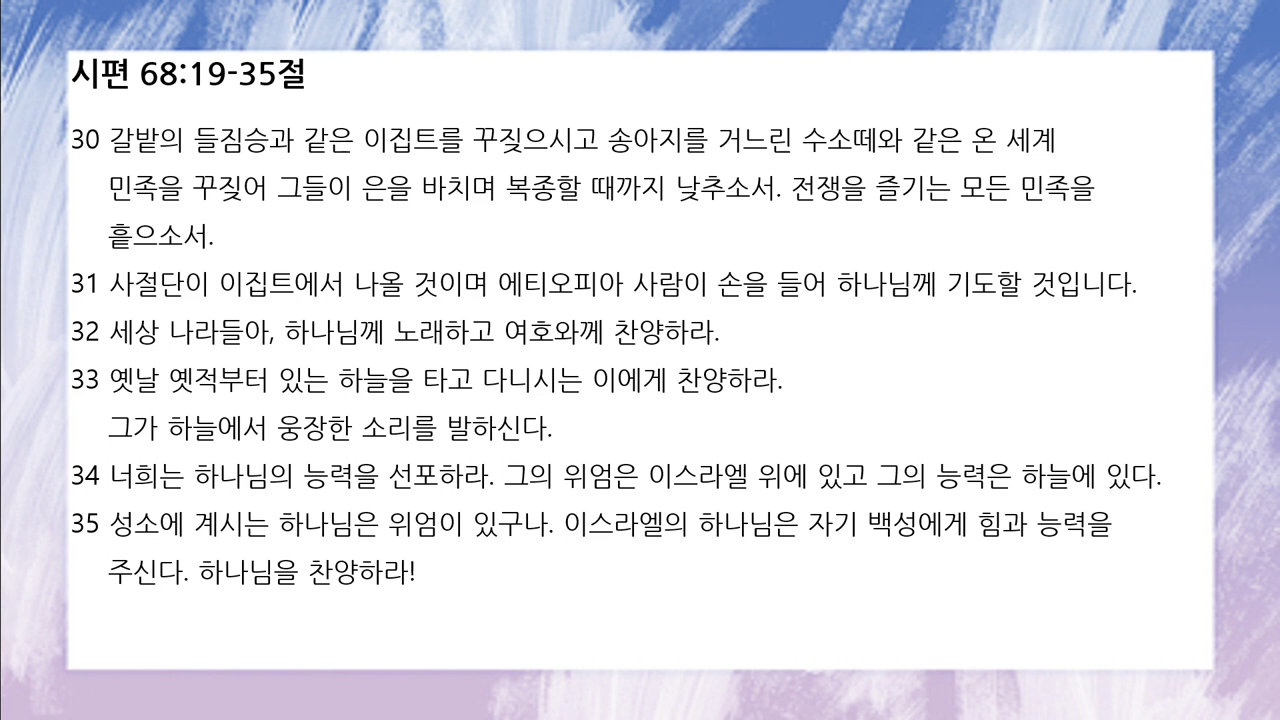 시편 68:19-35절
30 갈밭의 들짐승과 같은 이집트를 꾸짖으시고 송아지를 거느린 수소떼와 같은 온 세계
민족을 꾸짖어 그들이 은을 바치며 복종할 때까지 낮추소서. 전쟁을 즐기는 모든 민족을
흩으소서.
31 사절단이 이집트에서 나올 것이며 에티오피아 사람이 손을 들어 하나님께 기도할 것입니다.
32 세상 나라들아, 하나님께 노래하고 여호와께 찬양하라.
33 옛날 옛적부터 있는 하늘을 타고 다니시는 이에게 찬양하라.
그가 하늘에서 웅장한 소리를 발하신다.
34 너희는 하나님의 능력을 선포하라. 그의 위엄은 이스라엘 위에 있고 그의 능력은 하늘에 있다.
35 성소에 계시는 하나님은 위엄이 있구나. 이스라엘의 하나님은 자기 백성에게 힘과 능력을
주신다. 하나님을 찬양하라!